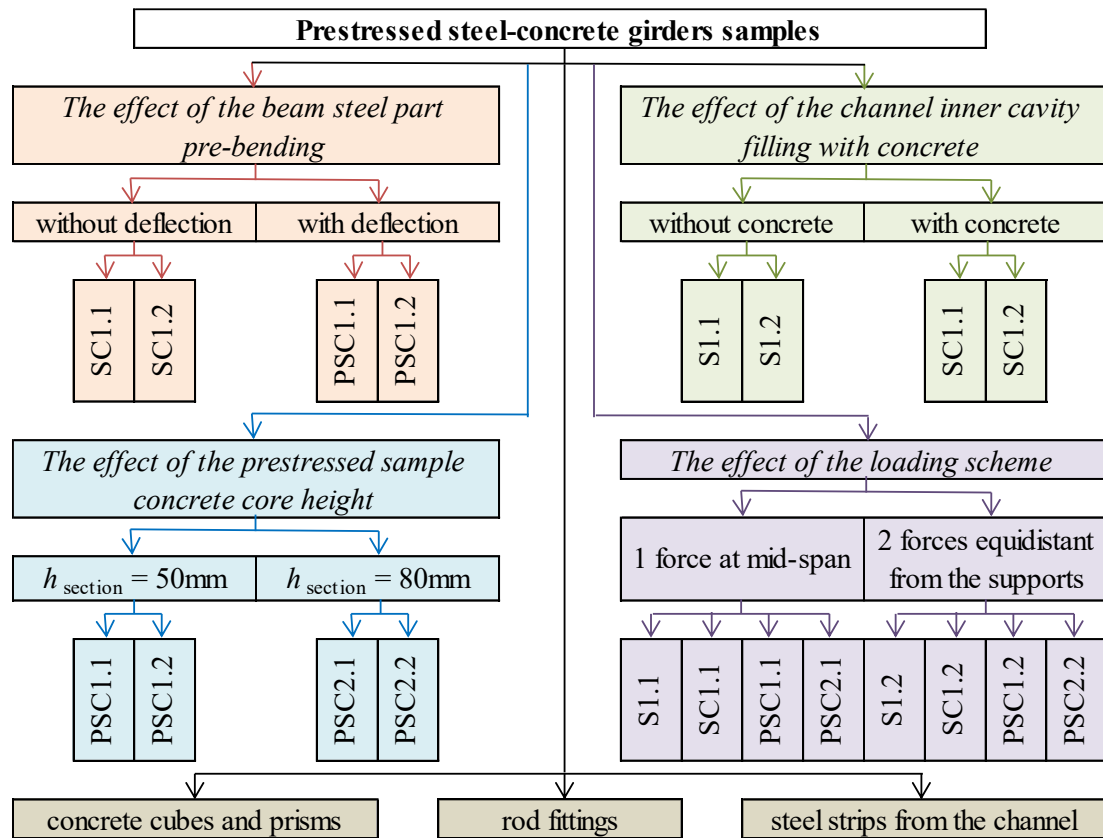 Prestressed steel-concrete girders samples
The effect of the beam steel part
pre-bending
without deflection
with deflection
SC1.1
SC1.2
PSC1.1
PSC1.2
The effect of the channel inner cavity
filling with concrete
without concrete
with concrete
S1.1
S1.2
SC1.1
SC1.2
The effect of the prestressed sample
concrete core height
h section = 50mm
h section = 80mm
PSC1.1
PSC1.2
PSC2.1
PSC2.2
The effect of the loading scheme
1 force at mid-span
2 forces equidistant
from the supports
S1.1
SC1.1
PSC1.1
PSC2.1
S1.2
SC1.2
PSC1.2
PSC2.2
concrete cubes and prisms
rod fittings
steel strips from the channel